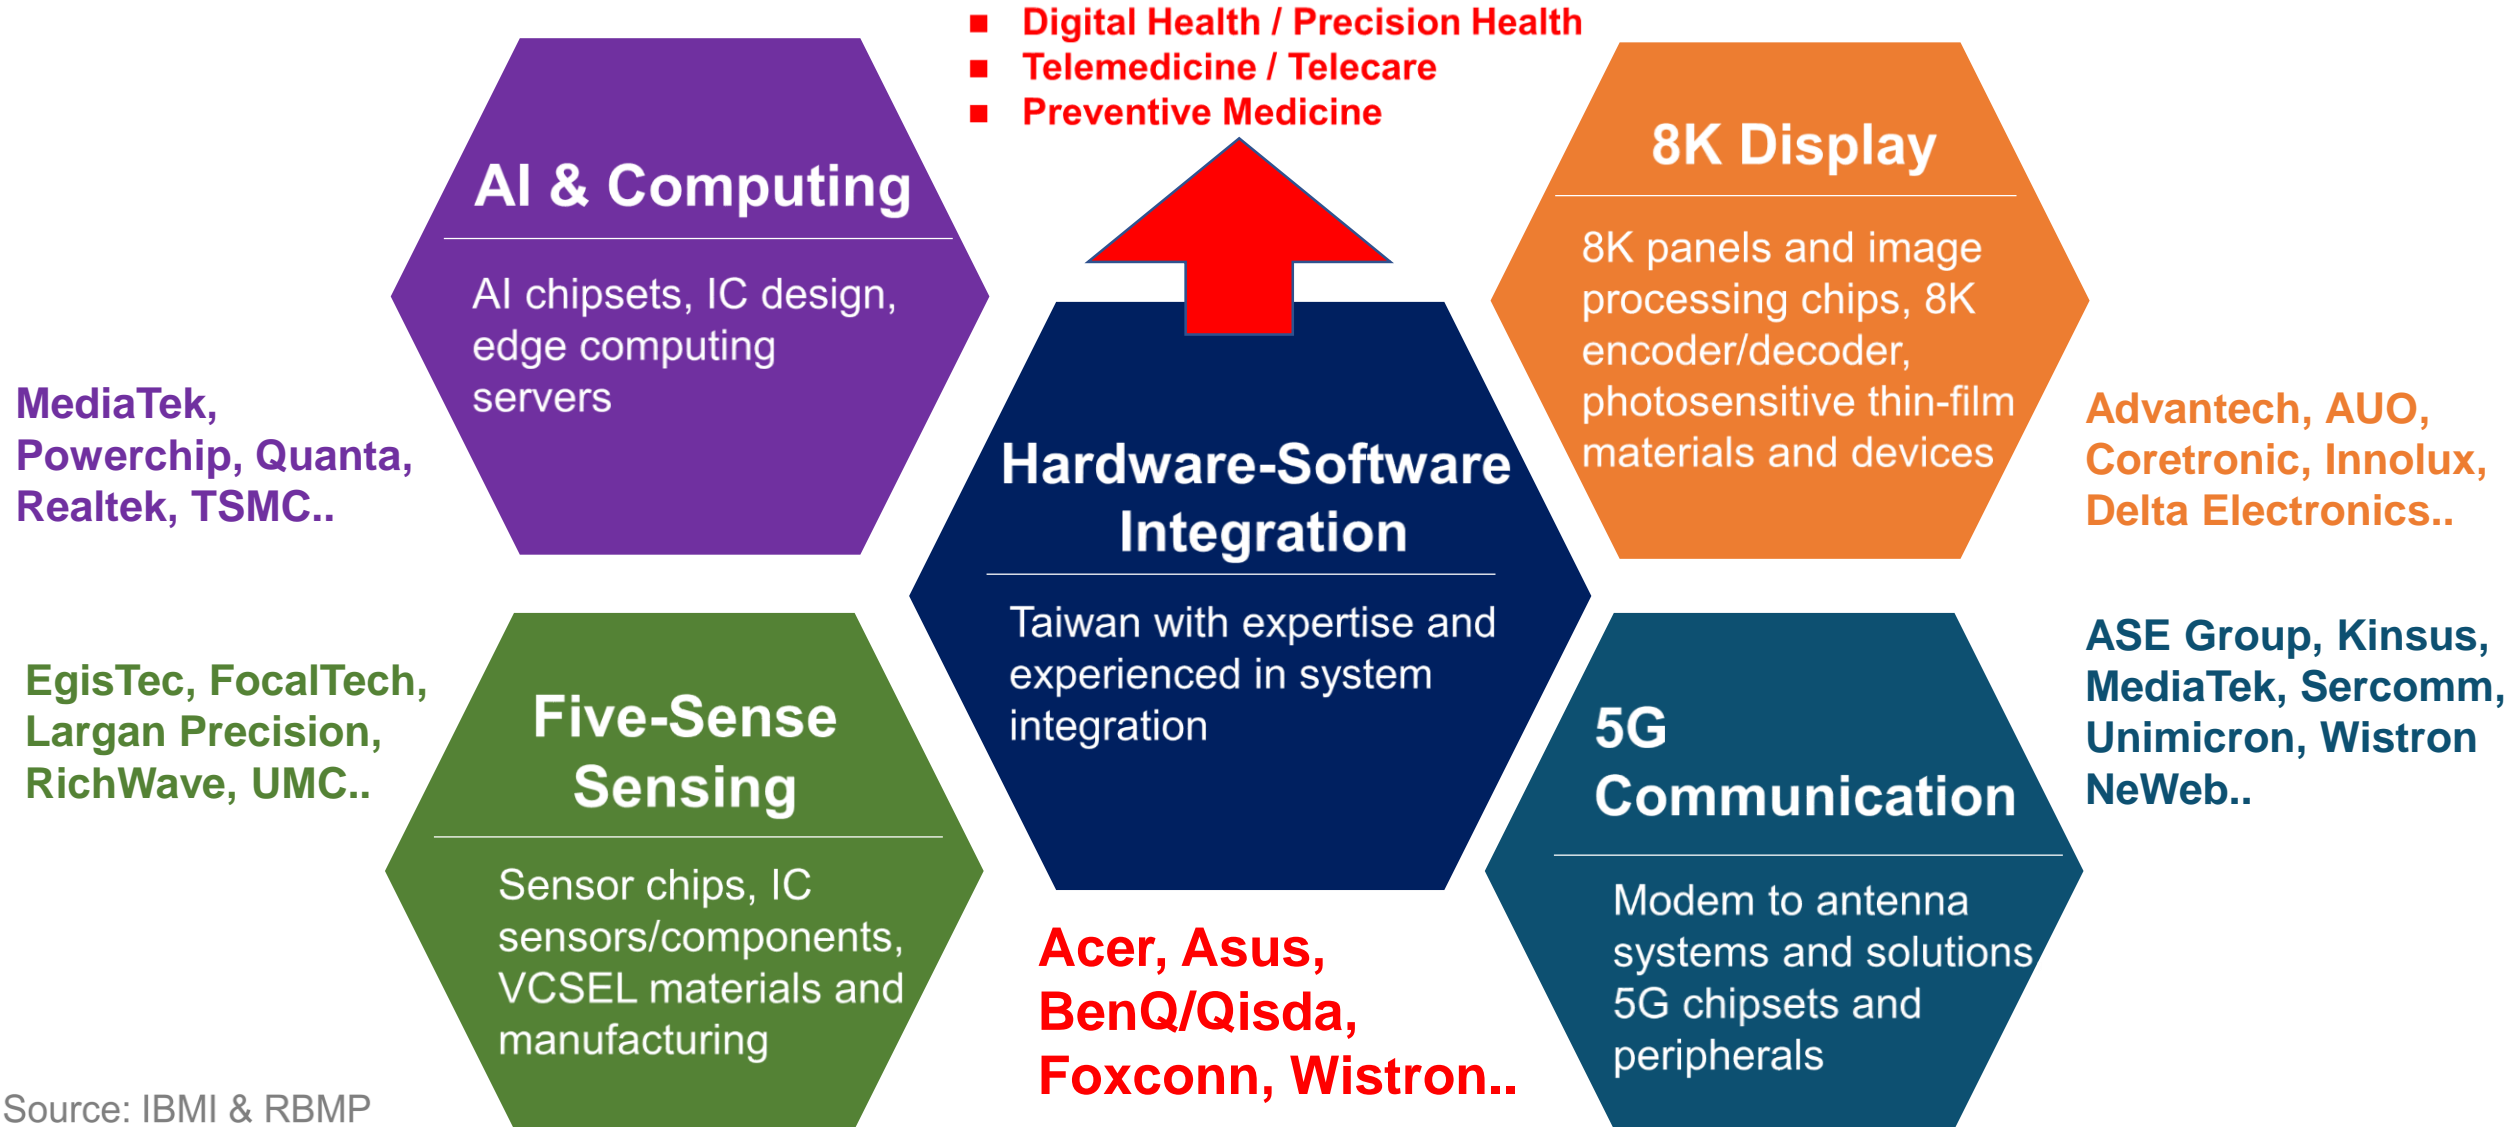 ■ Digital Health / Precision Health
■ Telemedicine / Telecare
■ Preventive Medicine
AI & Computing
AI chipsets, IC design,
edge computing
servers
MediaTek,
Powerchip, Quanta,
Realtek, TSMC..
8K Display
8K panels and image
processing chips, 8K
encoder/decoder,
photosensitive thin-film
materials and devices
Advantech, AUO,
Coretronic, Innolux,
Delta Electronics..
Hardware-Software
Integration
Taiwan with expertise and
experienced in system
integration
Acer, Asus,
BenQ/Qisda,
Foxconn, Wistron..
EgisTec, FocalTech,
Largan Precision,
RichWave, UMC..
Five-Sense
Sensing
Sensor chips, IC
sensors/components,
VCSEL materials and
manufacturing
5G
Communication
Modem to antenna
systems and solutions
5G chipsets and
peripherals
ASE Group, Kinsus,
MediaTek, Sercomm,
Unimicron, Wistron
NeWeb..
Source: IBMI & RBMP